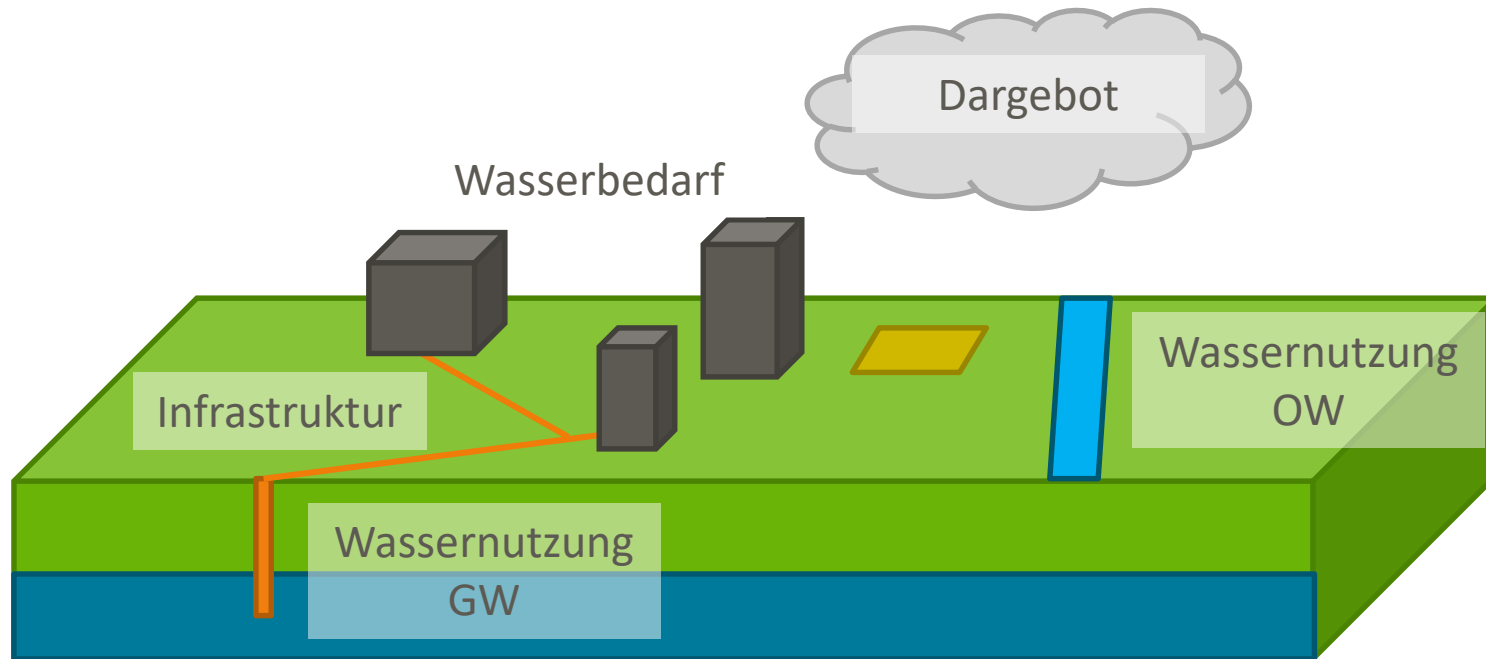 Dargebot
Wasserbedarf
Wassernutzung
OW
Infrastruktur
Wassernutzung
GW